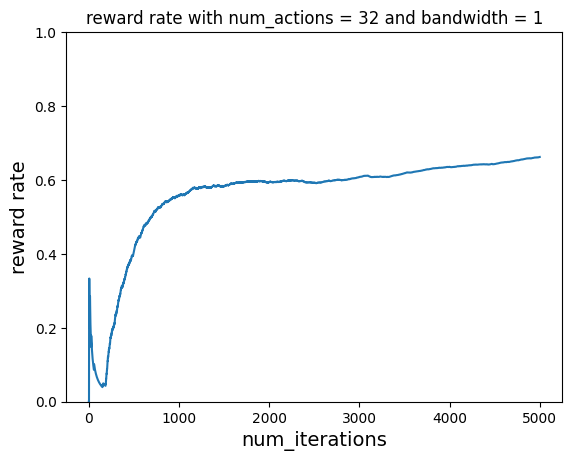 reward rate with num_actions = 32 and bandwidth = 1
1.0
0.8
0.6
0.4
0.2
0.0
reward rate
0 1000 2000 3000 4000 5000
num_iterations